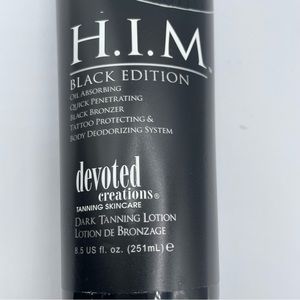 H.I.M.™
BLACK EDITION
OIL ABSORBING
QUICK PENETRATING
BLACK BRONZER
TATTOO PROTECTING &
BODY DEODORIZING SYSTEM
devoted
creations®
TANNING SKINCARE
DARK TANNING LOTION
LOTION DE BRONZAGE
8.5 US fl. oz. (251mL) ℮